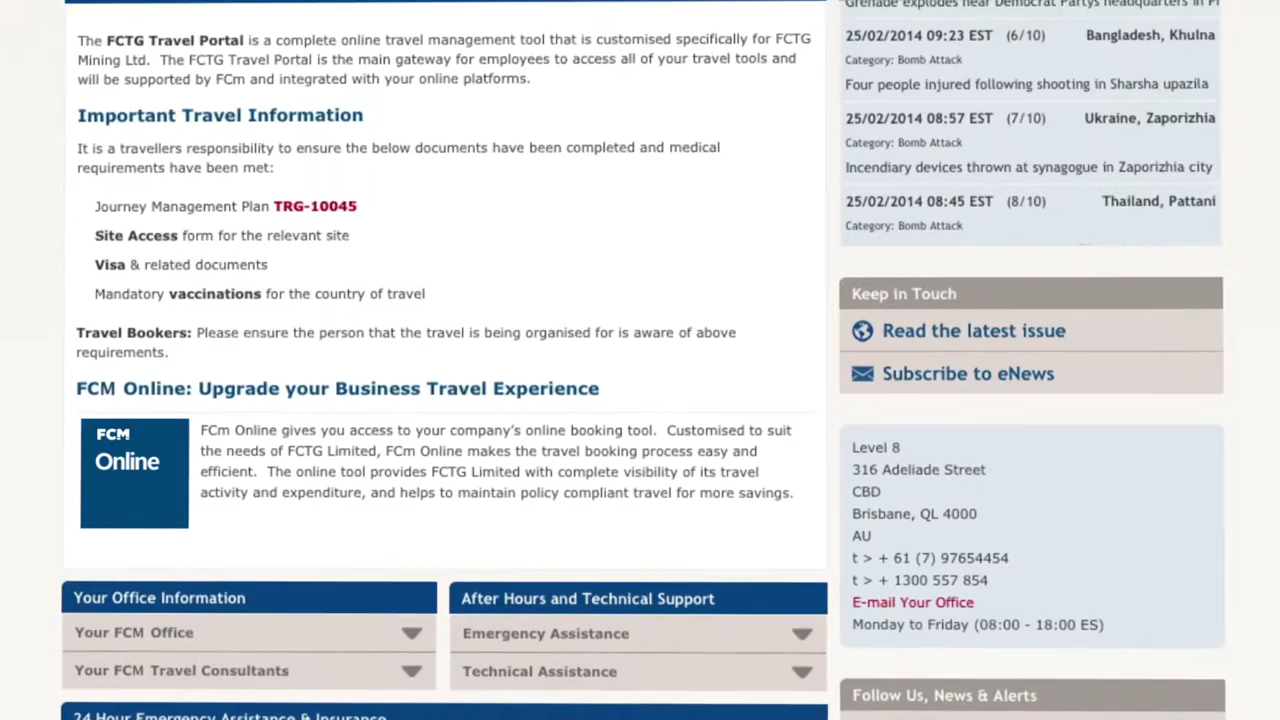 The FCTG Travel Portal is a complete online travel management tool that is customised specifically for FCTG
Mining Ltd. The FCTG Travel Portal is the main gateway for employees to access all of your travel tools and
will be supported by FCm and integrated with your online platforms.
Important Travel Information
It is a travellers responsibility to ensure the below documents have been completed and medical
requirements have been met:
Journey Management Plan TRG-10045
Site Access form for the relevant site
Visa & related documents
Mandatory vaccinations for the country of travel
Travel Bookers: Please ensure the person that the travel is being organised for is aware of above
requirements.
FCM Online: Upgrade your Business Travel Experience
FCM
Online
FCm Online gives you access to your company's online booking tool. Customised to suit
the needs of FCTG Limited, FCm Online makes the travel booking process easy and
efficient. The online tool provides FCTG Limited with complete visibility of its travel
activity and expenditure, and helps to maintain policy compliant travel for more savings.
Your Office Information
Your FCM Office
Your FCM Travel Consultants
After Hours and Technical Support
Emergency Assistance
Technical Assistance
24 Hour Emergency Assistance & Insurance
Grenade explodes near Democrat Partys headquarters in
25/02/2014 09:23 EST (6/10) Bangladesh, Khulna
Category: Bomb Attack
Four people injured following shooting in Sharsha upazila
25/02/2014 08:57 EST (7/10) Ukraine, Zaporizhia
Category: Bomb Attack
Incendiary devices thrown at synagogue in Zaporizhia city
25/02/2014 08:45 EST (8/10) Thailand, Pattani
Category: Bomb Attack
Keep in Touch
Read the latest issue
Subscribe to eNews
Level 8
316 Adeliade Street
CBD
Brisbane, QL 4000
AU
t > + 61 (7) 97654454
t > + 1300 557 854
E-mail Your Office
Monday to Friday (08:00 - 18:00 ES)
Follow Us, News & Alerts